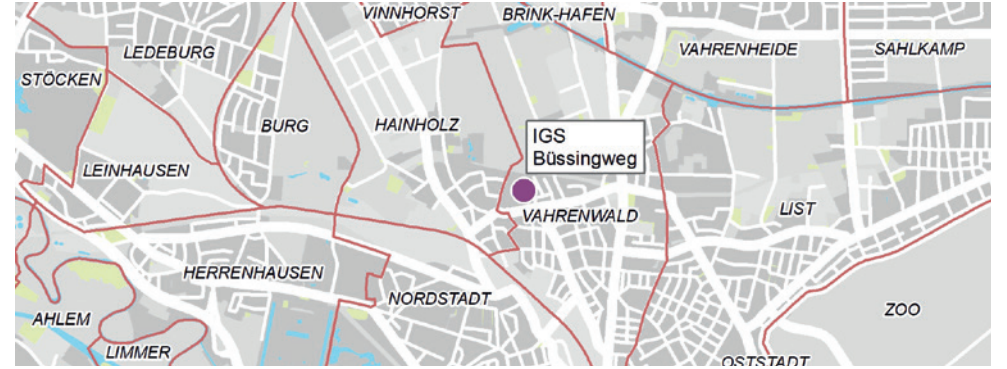 VINNHORST
BRINK-HAFEN
LEDEBURG
VAHRENHEIDE
SAHLKAMP
STÖCKEN
BURG
HAINHOLZ
IGS
Büssingweg
LEINHAUSEN
VAHRENWALD
LIST
HERRENHAUSEN
NORDSTADT
ZOO
AHLEM
LIMMER
OSTSTADT